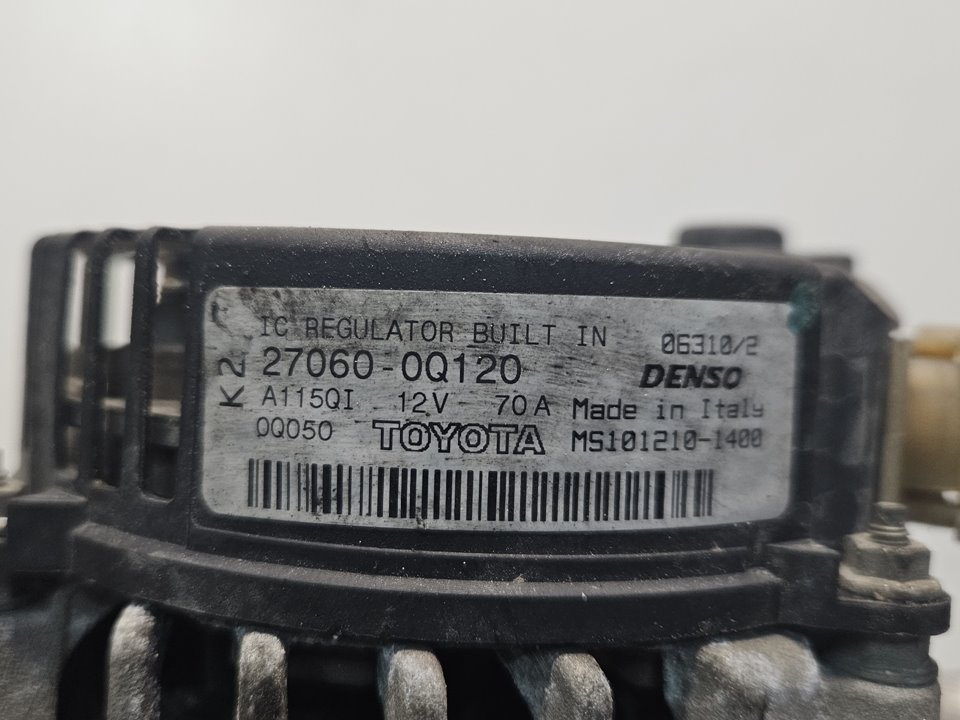 IC REGULATOR BUILT IN 06310/2
K2 27060-0Q120 DENSO
A115QI 12V 70A Made in Italy
0Q050 TOYOTA MS101210-1400